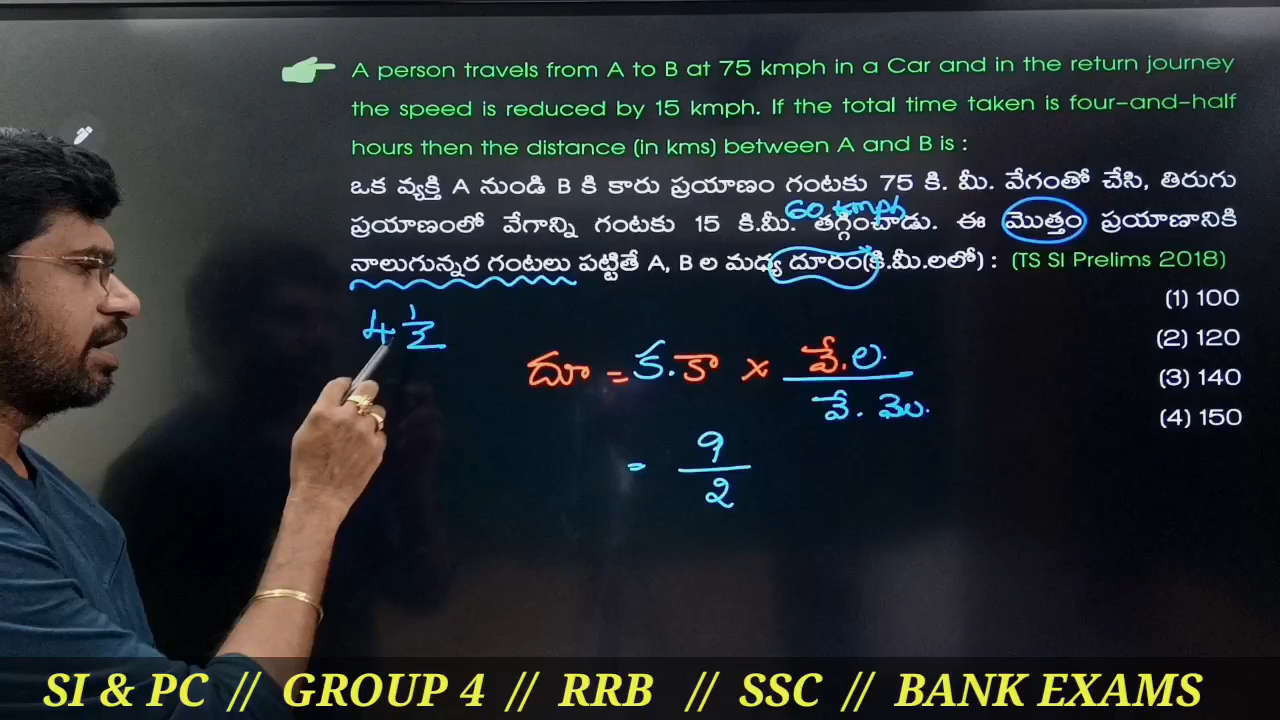 A person travels from A to B at 75 kmph in a Car and in the return journey
the speed is reduced by 15 kmph. If the total time taken is four-and-half
hours then the distance (in kms) between A and B is :
ఒక వ్యక్తి A నుండి B కి కారు ప్రయాణం గంటకు 75 కి. మీ. వేగంతో చేసి, తిరుగు
60 kmph
ప్రయాణంలో వేగాన్ని గంటకు 15 కి.మీ. తగ్గించాడు. ఈ మొత్తం ప్రయాణానికి
నాలుగున్నర గంటలు పట్టితే A, B ల మధ్య దూరం(కి.మీ.లలో) : (TS SI Prelims 2018)
(1) 100
(2) 120
(3) 140
(4) 150
4 1/2
దూ = క.కా × వే.ల. / వే. మొ.
= 9/2
SI & PC // GROUP 4 // RRB // SSC // BANK EXAMS